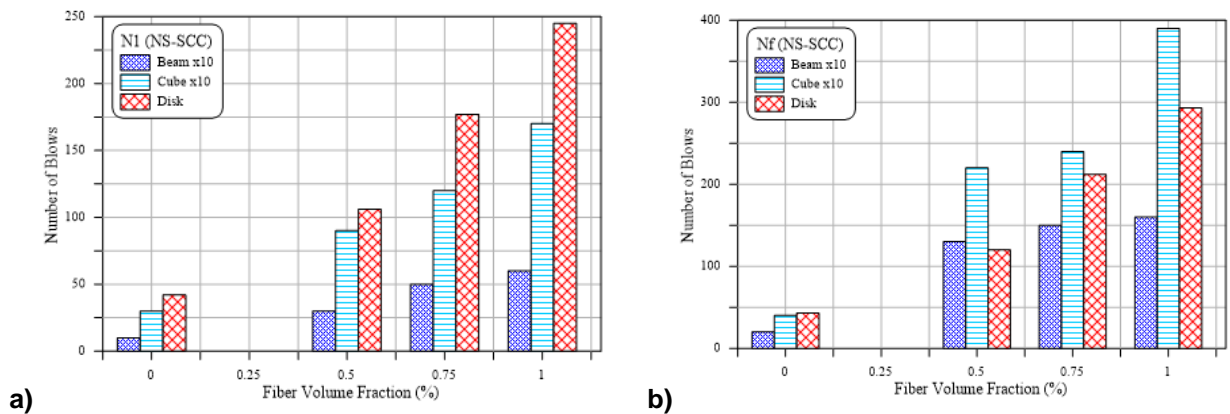 N1 (NS-SCC)
Beam x10
Cube x10
Disk
250
200
150
100
50
0
Number of Blows
0 0.25 0.5 0.75 1
Fiber Volume Fraction (%)
a)
Nf (NS-SCC)
Beam x10
Cube x10
Disk
400
300
200
100
0
Number of Blows
0 0.25 0.5 0.75 1
Fiber Volume Fraction (%)
b)